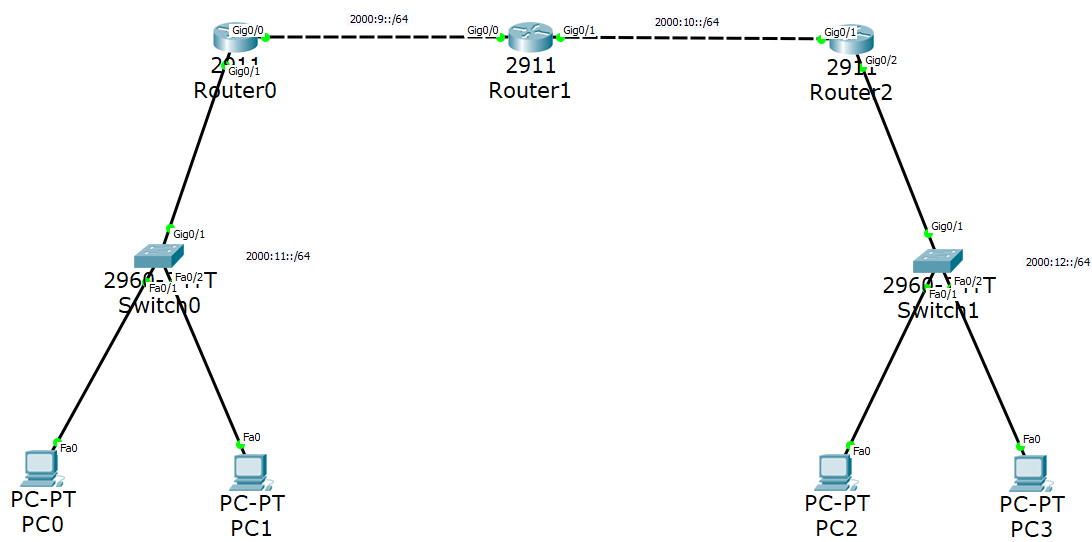 2000:9::/64
2000:10::/64
Gig0/0
Gig0/0
Gig0/1
Gig0/1
Gig0/1
Gig0/2
2911
Router0
2911
Router1
2911
Router2
Gig0/1
Gig0/1
2000:11::/64
2000:12::/64
Fa0/2
Fa0/1
Switch0
Fa0/2
Fa0/1
Switch1
Fa0
Fa0
Fa0
Fa0
PC-PT
PC0
PC-PT
PC1
PC-PT
PC2
PC-PT
PC3